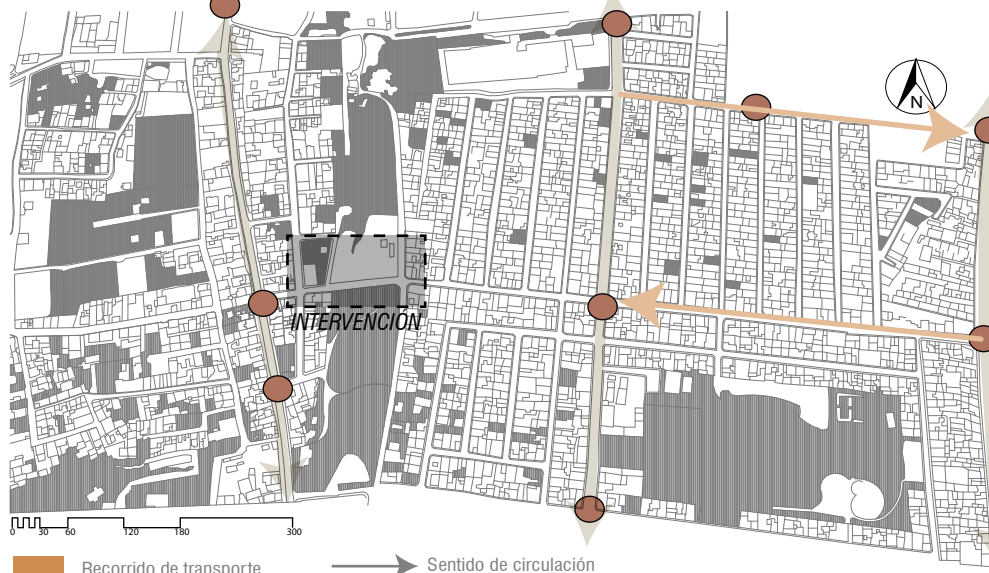 N
INTERVENCIÓN
0 30 60 120 180 300
Recorrido de transporte
Sentido de circulación